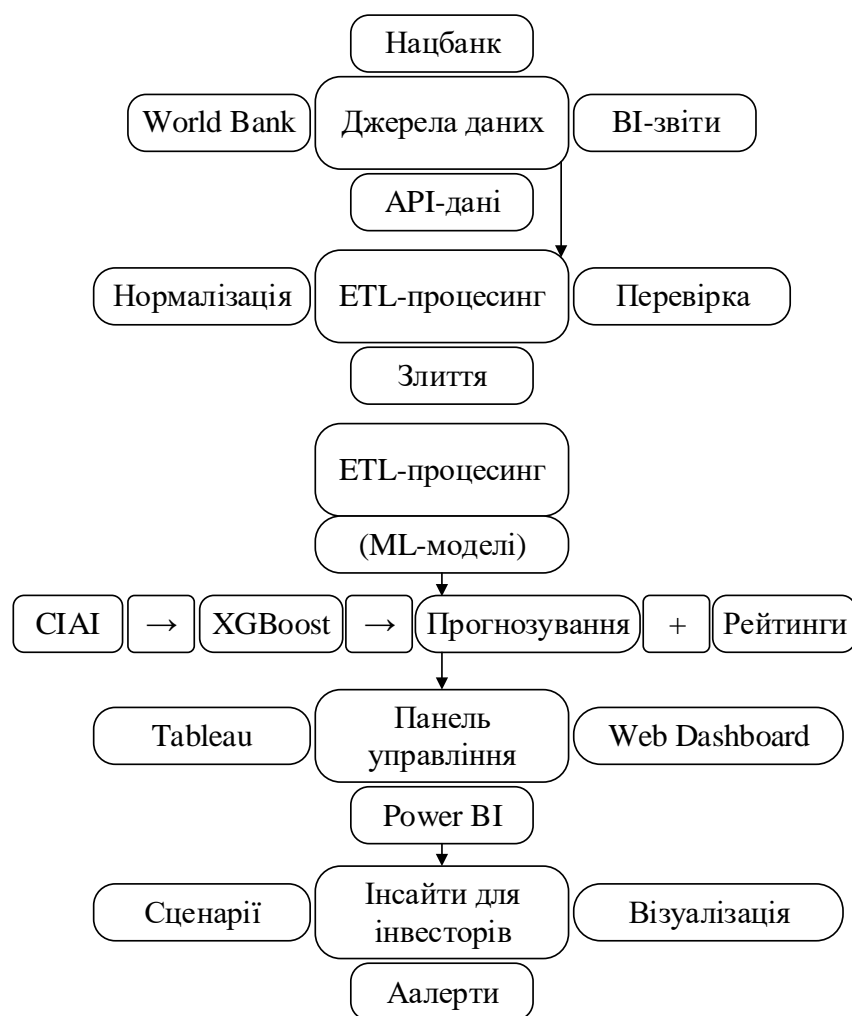 Нацбанк
World Bank
Джерела даних
BI-звіти
API-дані
Нормалізація
ETL-процесинг
Перевірка
Злиття
ETL-процесинг
(ML-моделі)
CIAI → XGBoost → Прогнозування + Рейтинги
Tableau
Панель
управління
Web Dashboard
Power BI
Сценарії
Інсайти для
інвесторів
Візуалізація
Аалерти